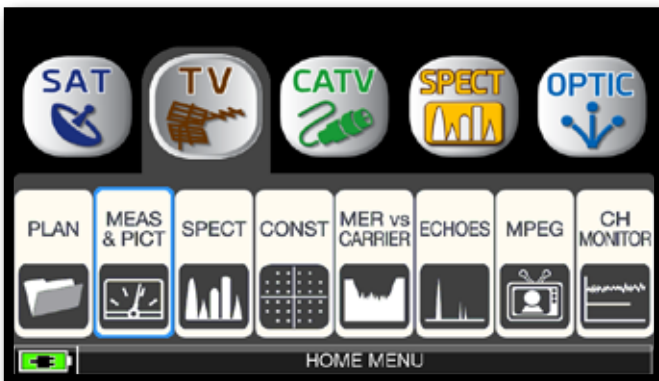 SAT
TV
CATV
SPECT
OPTIC
PLAN
MEAS
& PICT
SPECT
CONST
MER vs
CARRIER
ECHOES
MPEG
CH
MONITOR
HOME MENU